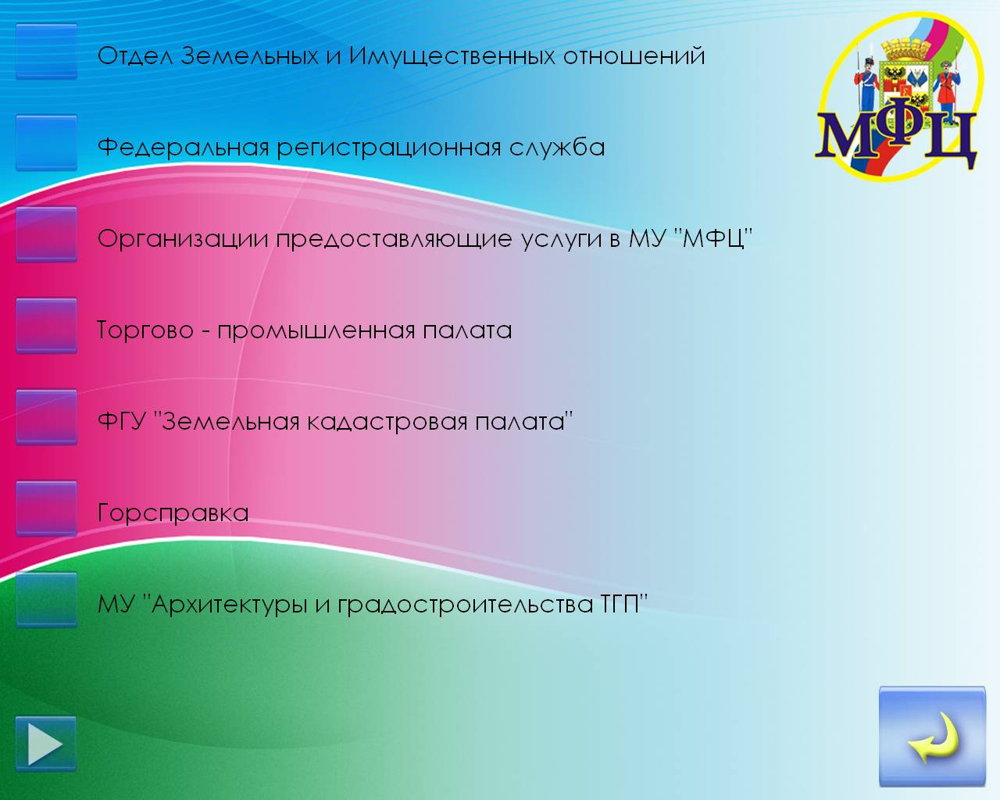 Отдел Земельных и Имущественных отношений
МФЦ
Федеральная регистрационная служба
Организации предоставляющие услуги в МУ "МФЦ"
Торгово - промышленная палата
ФГУ "Земельная кадастровая палата"
Горсправка
МУ "Архитектуры и градостроительства ТГП"